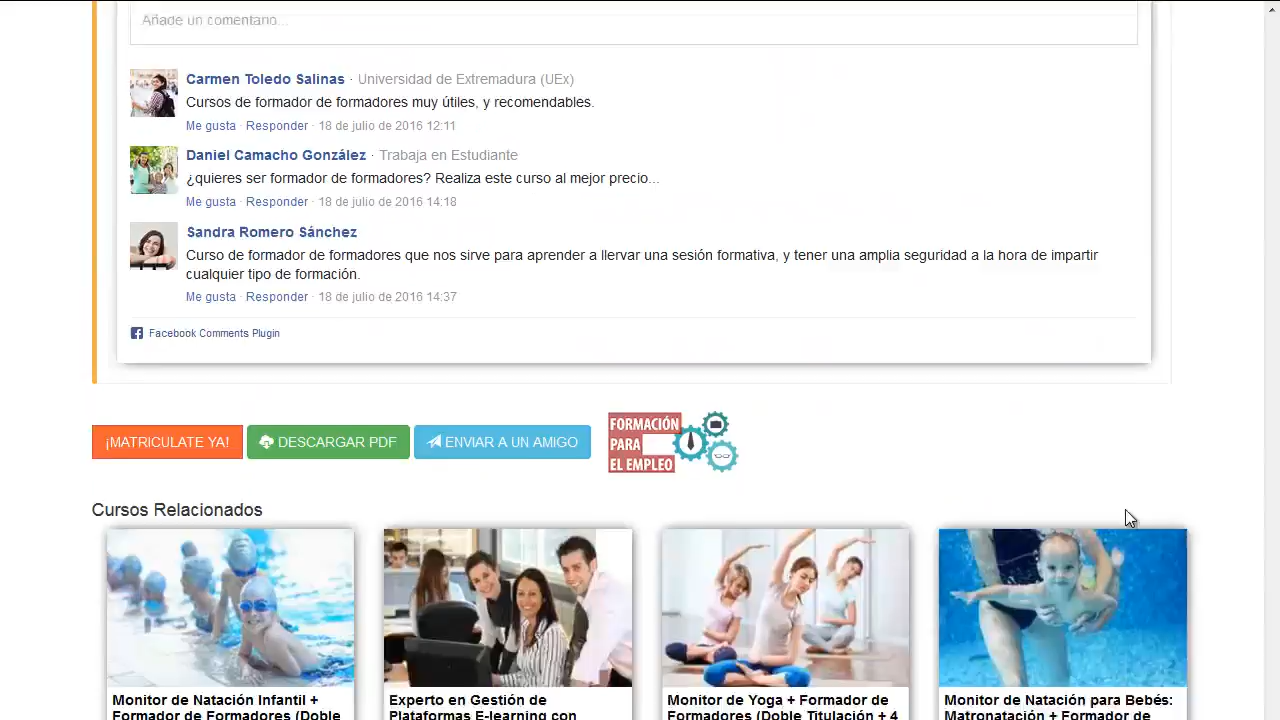 Añade un comentario...
Carmen Toledo Salinas · Universidad de Extremadura (UEx)
Cursos de formador de formadores muy útiles, y recomendables.
Me gusta · Responder · 18 de julio de 2016 12:11
Daniel Camacho González · Trabaja en Estudiante
¿quieres ser formador de formadores? Realiza este curso al mejor precio...
Me gusta · Responder · 18 de julio de 2016 14:18
Sandra Romero Sánchez
Curso de formador de formadores que nos sirve para aprender a llervar una sesión formativa, y tener una amplia seguridad a la hora de impartir
cualquier tipo de formación.
Me gusta · Responder · 18 de julio de 2016 14:37
Facebook Comments Plugin
¡MATRICULATE YA!
DESCARGAR PDF
ENVIAR A UN AMIGO
FORMACIÓN
PARA
EL EMPLEO
Cursos Relacionados
Monitor de Natación Infantil +
Formador de Formadores (Doble
Experto en Gestión de
Plataformas E-learning con
Monitor de Yoga + Formador de
Formadores (Doble Titulación + 4
Monitor de Natación para Bebés:
Matronatación + Formador de